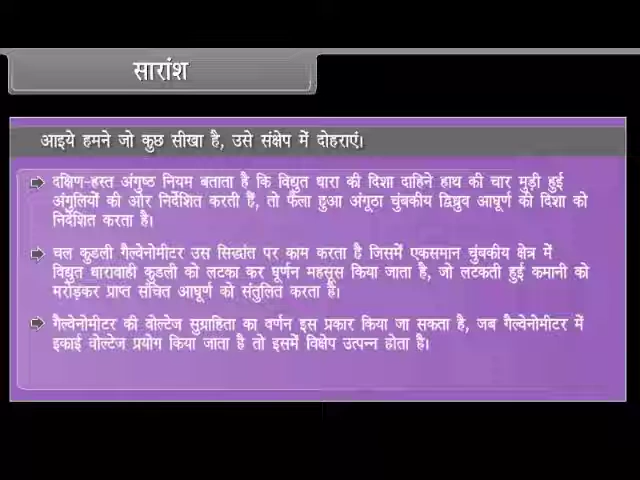 सारांश
आइये हमने जो कुछ सीखा है, उसे संक्षेप में दोहराएं।
दक्षिण-हस्त अंगुष्ठ नियम बताता है कि विद्युत धारा की दिशा दाहिने हाथ की चार मुड़ी हुई
अंगुलियों की ओर निर्देशित करती हैं, तो फैला हुआ अंगूठा चुंबकीय द्विध्रुव आघूर्ण की दिशा को
निर्देशित करता है।
चल कुडली गैल्वेनोमीटर उस सिद्धांत पर काम करता है जिसमें एकसमान चुंबकीय क्षेत्र में
विद्युत धारावाही कुडली को लटका कर घूर्णन महसूस किया जाता है, जो लटकती हुई कमानी को
मरोड़कर प्राप्त संचित आघूर्ण को संतुलित करता है।
गैल्वेनोमीटर की वोल्टेज सुग्राहिता का वर्णन इस प्रकार किया जा सकता है, जब गैल्वेनोमीटर में
इकाई वोल्टेज प्रयोग किया जाता है तो इसमें विक्षेप उत्पन्न होता है।